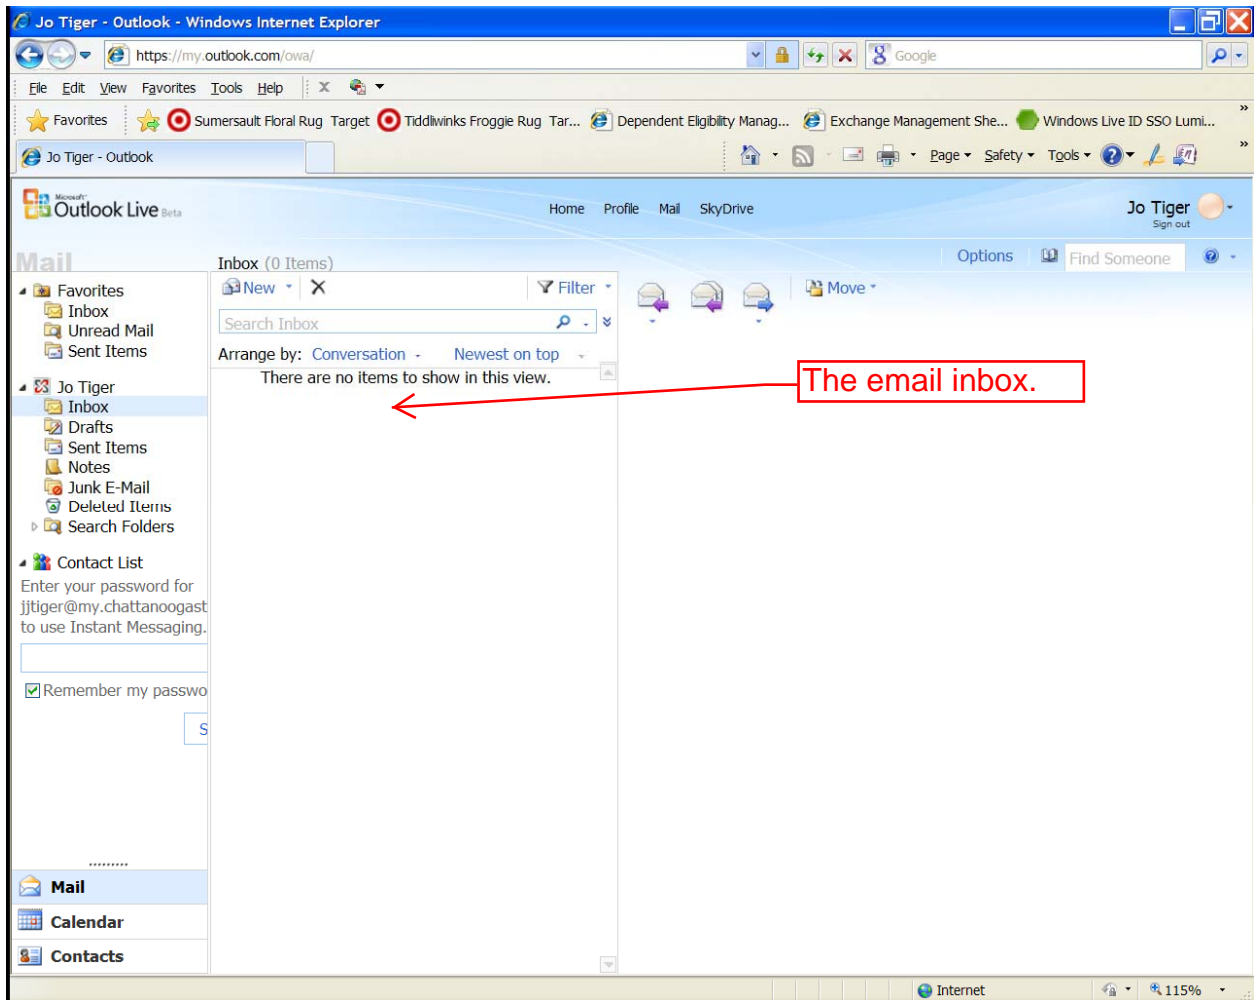 Jo Tiger - Outlook - Windows Internet Explorer
https://my.outlook.com/owa/
Google
File Edit View Favorites Tools Help X
Favorites Sumersault Floral Rug Target Tiddliwinks Froggie Rug Tar... Dependent Eligibility Manag... Exchange Management She... Windows Live ID SSO Lumi... »
Jo Tiger - Outlook
Page Safety Tools »
Microsoft
Outlook Live Beta
Home Profile Mail SkyDrive
Jo Tiger
Sign out
Mail
Inbox (0 Items)
Options Find Someone
Favorites
Inbox
Unread Mail
Sent Items
Jo Tiger
Inbox
Drafts
Sent Items
Notes
Junk E-Mail
Deleted Items
Search Folders
Contact List
Enter your password for
jjtiger@my.chattanoogast
to use Instant Messaging.
Remember my passwo
S
New X Filter
Move
Search Inbox
Arrange by: Conversation Newest on top
There are no items to show in this view.
The email inbox.
Mail
Calendar
Contacts
Internet 115%